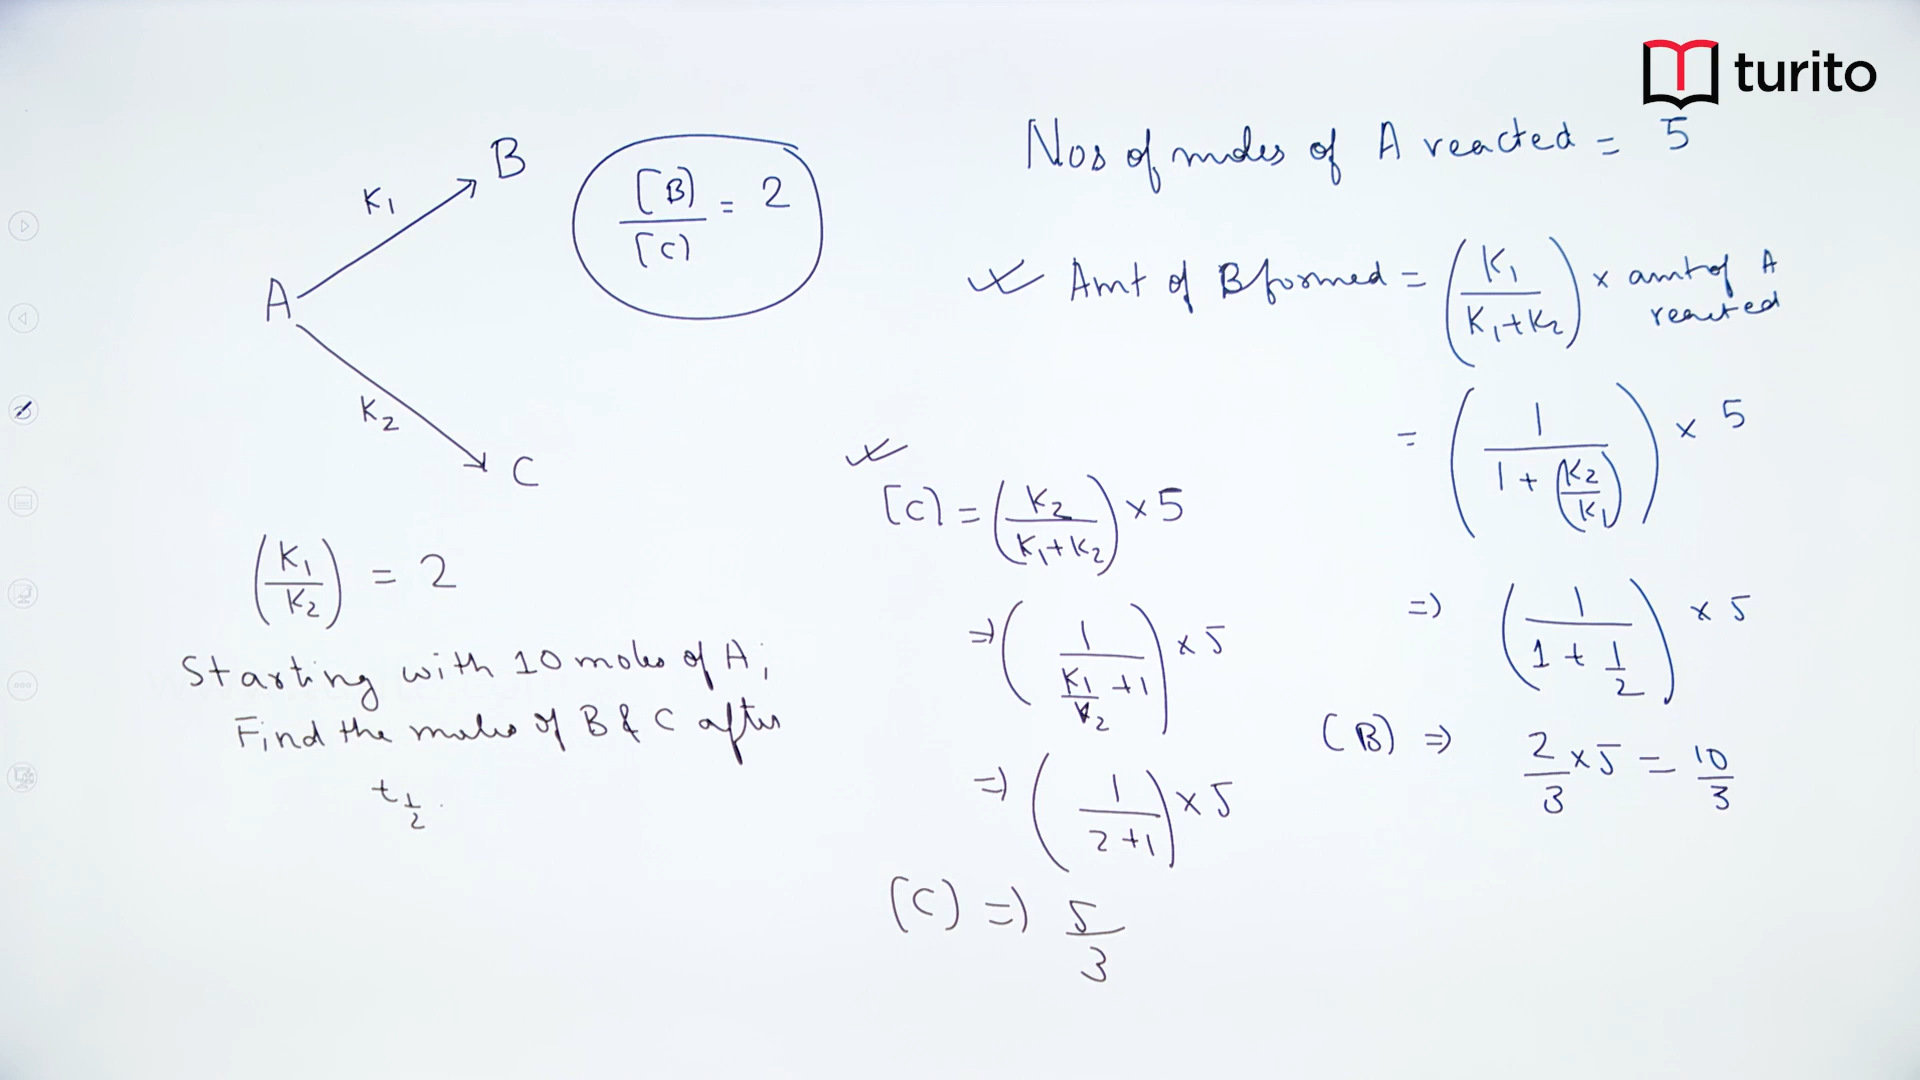 turito
Nos of moles of A reacted = 5
B
K₁
[B]/[C] = 2
A
Amt of B formed = (K₁/(K₁+K₂)) × amt of A reacted
K₂
C
= (1/(1 + (K₂/K₁))) × 5
[C] = (K₂/(K₁+K₂)) × 5
(K₁/K₂) = 2
=> (1/(K₁/K₂ + 1)) × 5
=> (1/(1 + 1/2)) × 5
Starting with 10 moles of A;
Find the moles of B & C after
t 1/2.
=> (1/(2+1)) × 5
(B) => 2/3 × 5 = 10/3
(C) => 5/3